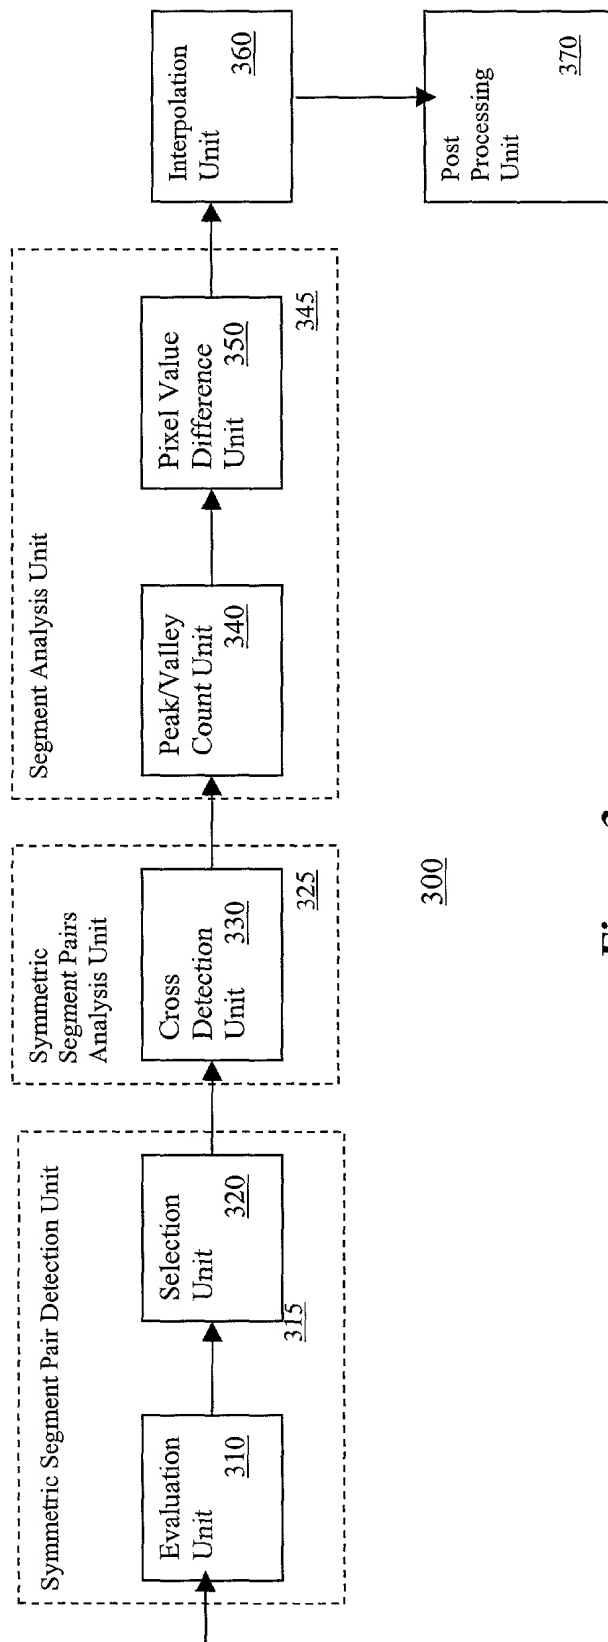 Symmetric Segment Pair Detection Unit
Evaluation
Unit
310
Selection
Unit
320
315
Symmetric
Segment Pairs
Analysis Unit
Cross
Detection
Unit
330
325
Segment Analysis Unit
Peak/Valley
Count Unit
340
Pixel Value
Difference
Unit
350
345
Interpolation
Unit
360
Post
Processing
Unit
370
300